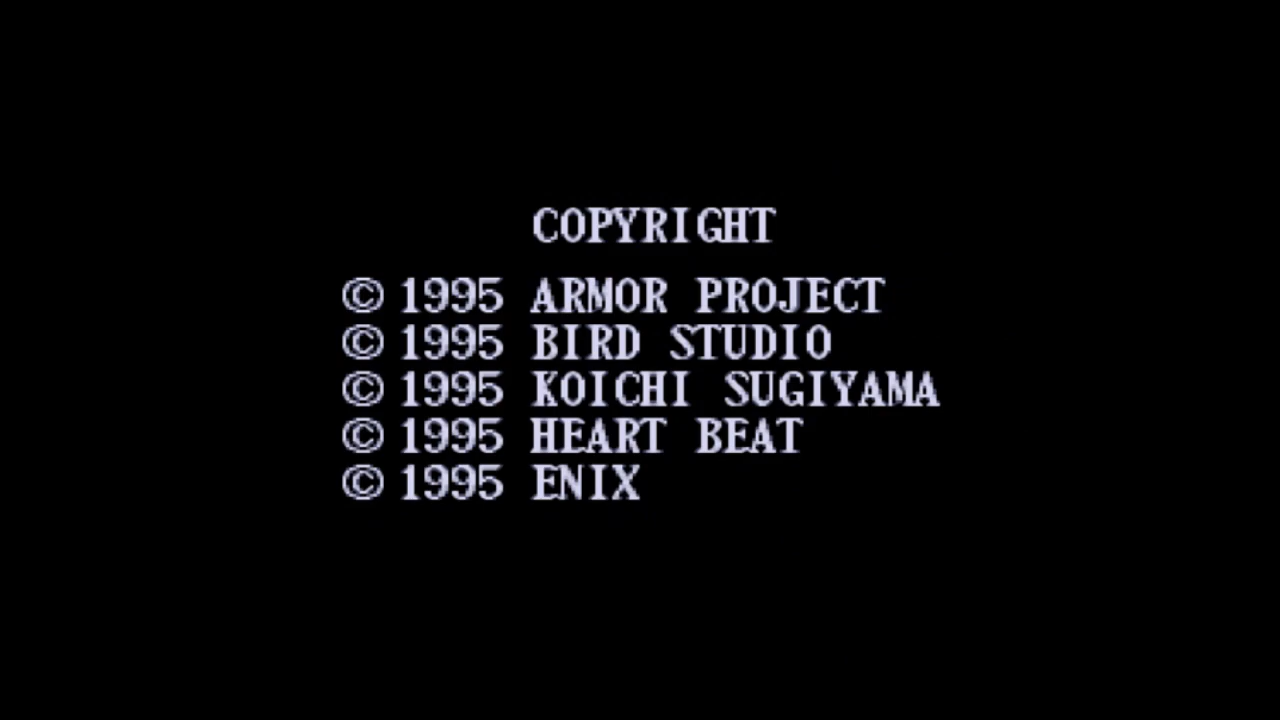 COPYRIGHT
© 1995 ARMOR PROJECT
© 1995 BIRD STUDIO
© 1995 KOICHI SUGIYAMA
© 1995 HEART BEAT
© 1995 ENIX